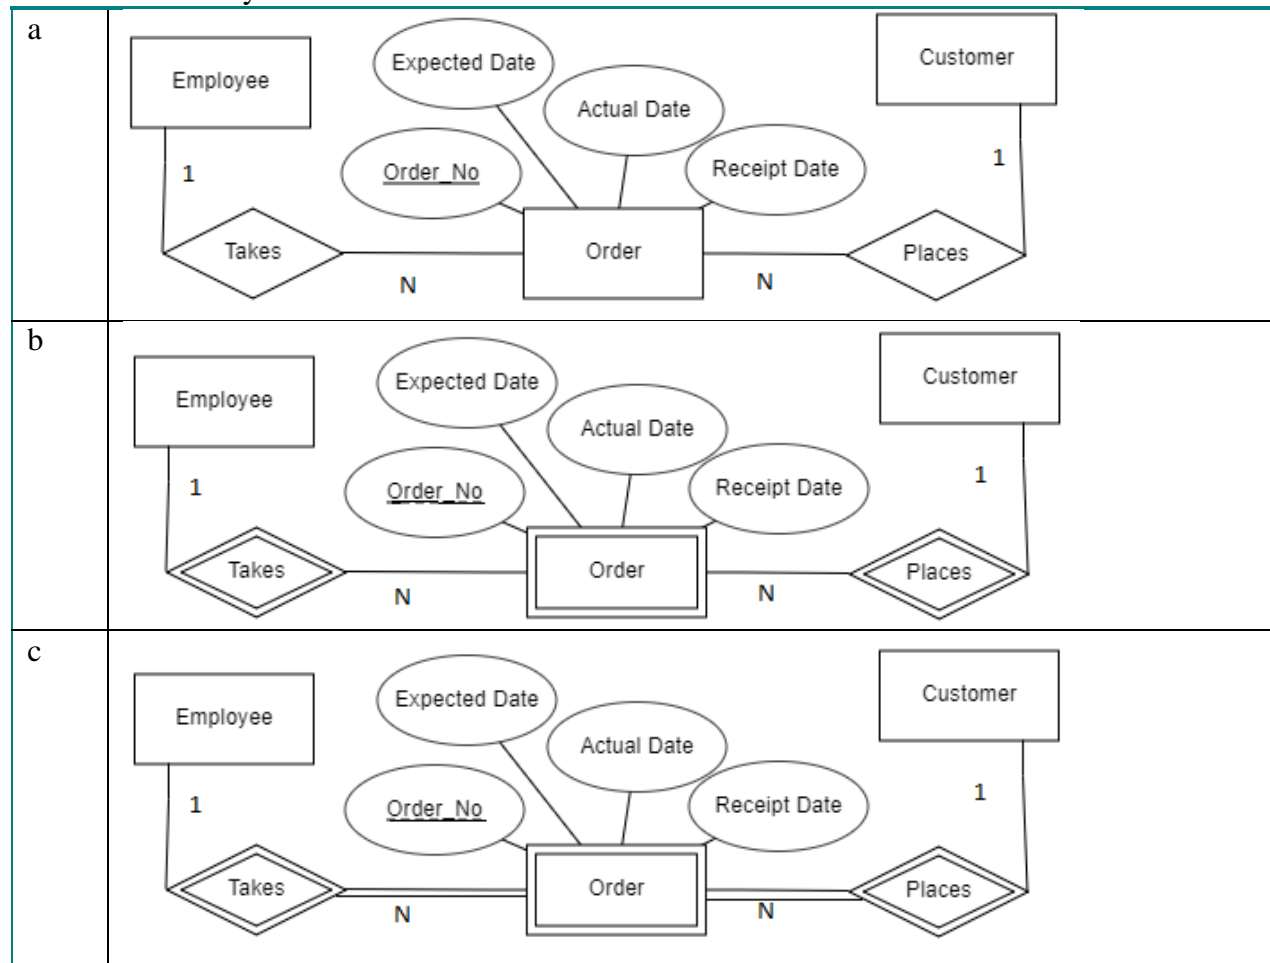 a
Employee
Expected Date
Actual Date
Customer
1
Order_No
Receipt Date
1
Takes
N
Order
N
Places
b
Employee
Expected Date
Actual Date
Customer
1
Order_No
Receipt Date
1
Takes
N
Order
N
Places
c
Employee
Expected Date
Actual Date
Customer
1
Order_No
Receipt Date
1
Takes
N
Order
N
Places